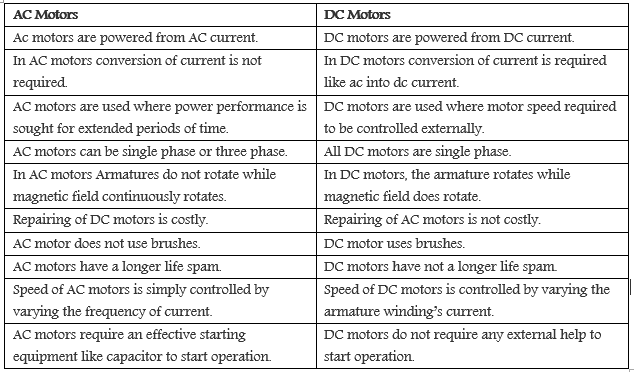 AC Motors
DC Motors
Ac motors are powered from AC current.
DC motors are powered from DC current.
In AC motors conversion of current is not
required.
In DC motors conversion of current is required
like ac into dc current.
AC motors are used where power performance is
sought for extended periods of time.
DC motors are used where motor speed required
to be controlled externally.
AC motors can be single phase or three phase.
All DC motors are single phase.
In AC motors Armatures do not rotate while
magnetic field continuously rotates.
In DC motors, the armature rotates while
magnetic field does rotate.
Repairing of DC motors is costly.
Repairing of AC motors is not costly.
AC motor does not use brushes.
DC motor uses brushes.
AC motors have a longer life spam.
DC motors have not a longer life spam.
Speed of AC motors is simply controlled by
varying the frequency of current.
Speed of DC motors is controlled by varying the
armature winding's current.
AC motors require an effective starting
equipment like capacitor to start operation.
DC motors do not require any external help to
start operation.